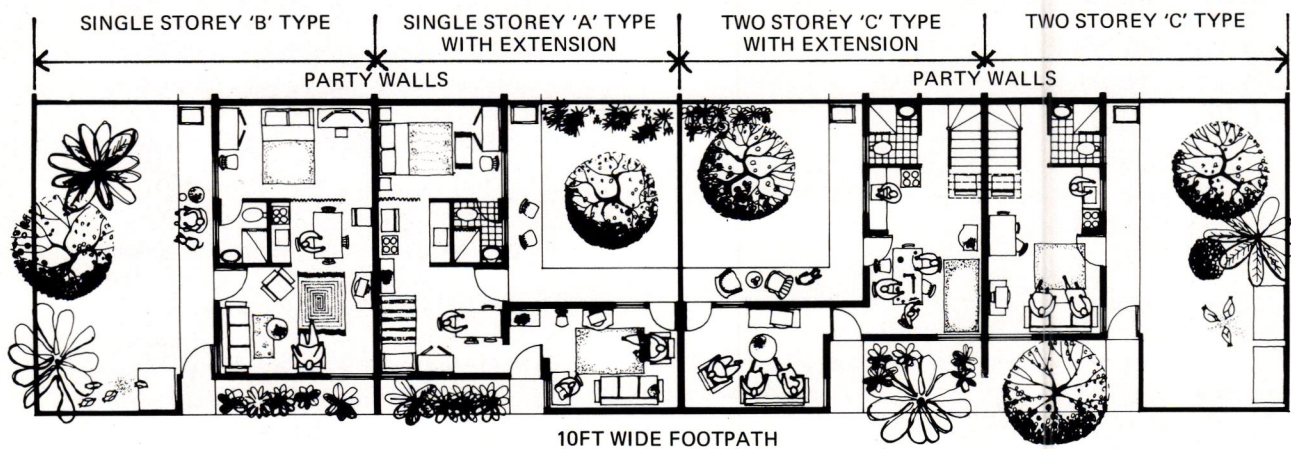 SINGLE STOREY ‘B’ TYPE
SINGLE STOREY ‘A’ TYPE
WITH EXTENSION
TWO STOREY ‘C’ TYPE
WITH EXTENSION
TWO STOREY ‘C’ TYPE
PARTY WALLS
PARTY WALLS
10FT WIDE FOOTPATH